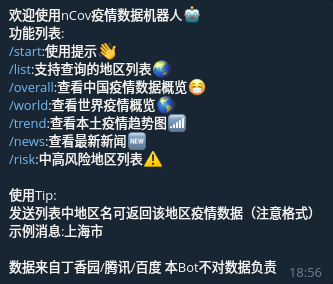 欢迎使用nCov疫情数据机器人🤖
功能列表:
/start:使用提示👋
/list:支持查询的地区列表🌏
/overall:查看中国疫情数据概览😷
/world:查看世界疫情概览🌎
/trend:查看本土疫情趋势图📊
/news:查看最新新闻🆕
/risk:中高风险地区列表⚠️
使用Tip:
发送列表中地区名可返回该地区疫情数据（注意格式）
示例消息:上海市
数据来自丁香园/腾讯/百度 本Bot不对数据负责
18:56